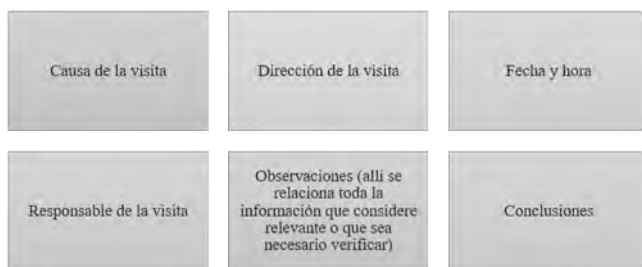 Causa de la visita
Dirección de la visita
Fecha y hora
Responsable de la visita
Observaciones (allí se
relaciona toda la
información que considere
relevante o que sea
necesario verificar)
Conclusiones